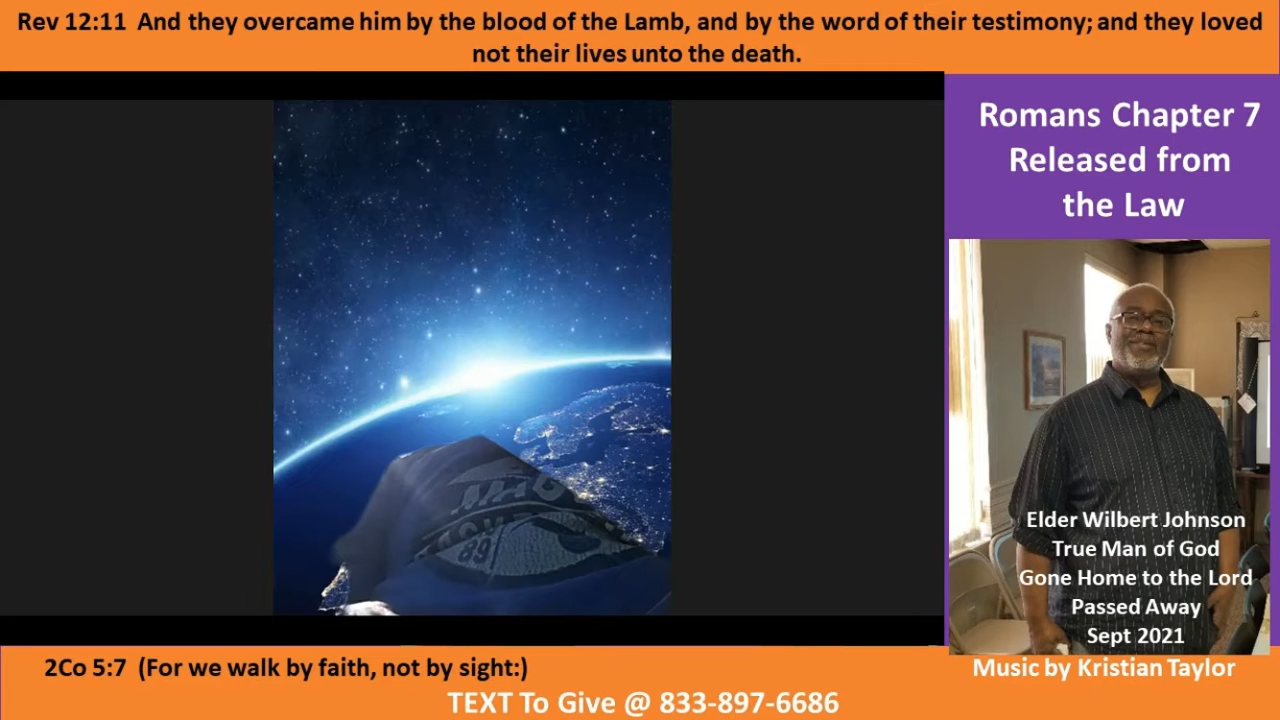 Rev 12:11 And they overcame him by the blood of the Lamb, and by the word of their testimony; and they loved
not their lives unto the death.
Romans Chapter 7
Released from
the Law
89
Elder Wilbert Johnson
True Man of God
Gone Home to the Lord
Passed Away
Sept 2021
2Co 5:7 (For we walk by faith, not by sight:)
Music by Kristian Taylor
TEXT To Give @ 833-897-6686